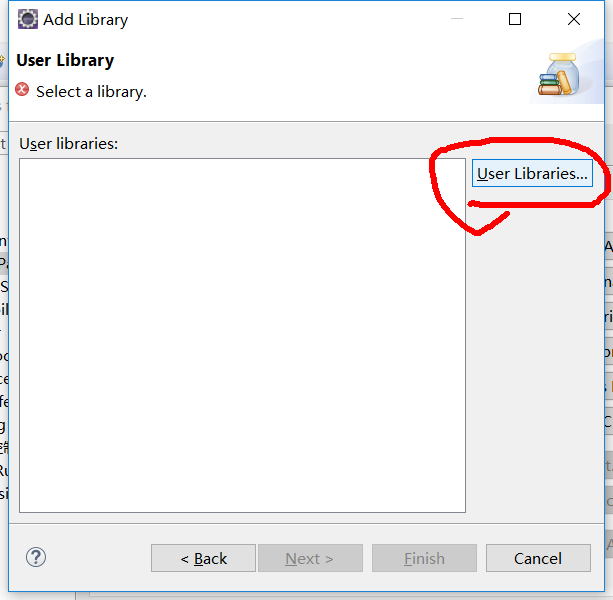 Add Library
User Library
Select a library.
User libraries:
User Libraries...
< Back
Next >
Finish
Cancel